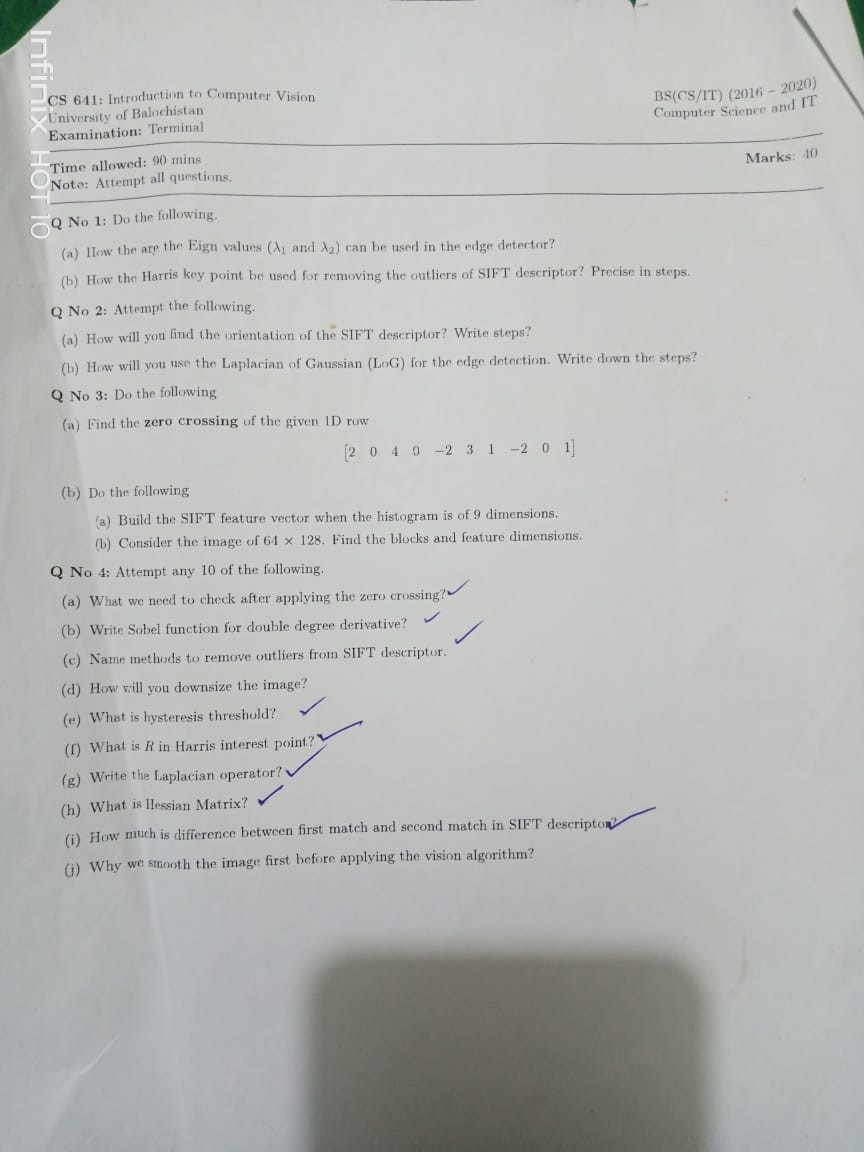 Infinix HOT 10
CS 641: Introduction to Computer Vision
University of Balochistan
Examination: Terminal
BS(CS/IT) (2016 – 2020)
Computer Science and IT
Time allowed: 90 mins
Note: Attempt all questions.
Marks: 40
Q No 1: Do the following.
(a) How the are the Eign values (λ₁ and λ₂) can be used in the edge detector?
(b) How the Harris key point be used for removing the outliers of SIFT descriptor? Precise in steps.
Q No 2: Attempt the following.
(a) How will you find the orientation of the SIFT descriptor? Write steps?
(b) How will you use the Laplacian of Gaussian (LoG) for the edge detection. Write down the steps?
Q No 3: Do the following
(a) Find the zero crossing of the given 1D row
[2 0 4 0 −2 3 1 −2 0 1]
(b) Do the following
(a) Build the SIFT feature vector when the histogram is of 9 dimensions.
(b) Consider the image of 64 × 128. Find the blocks and feature dimensions.
Q No 4: Attempt any 10 of the following.
(a) What we need to check after applying the zero crossing?
(b) Write Sobel function for double degree derivative?
(c) Name methods to remove outliers from SIFT descriptor.
(d) How will you downsize the image?
(e) What is hysteresis threshold?
(f) What is R in Harris interest point?
(g) Write the Laplacian operator?
(h) What is Hessian Matrix?
(i) How much is difference between first match and second match in SIFT descriptor?
(j) Why we smooth the image first before applying the vision algorithm?